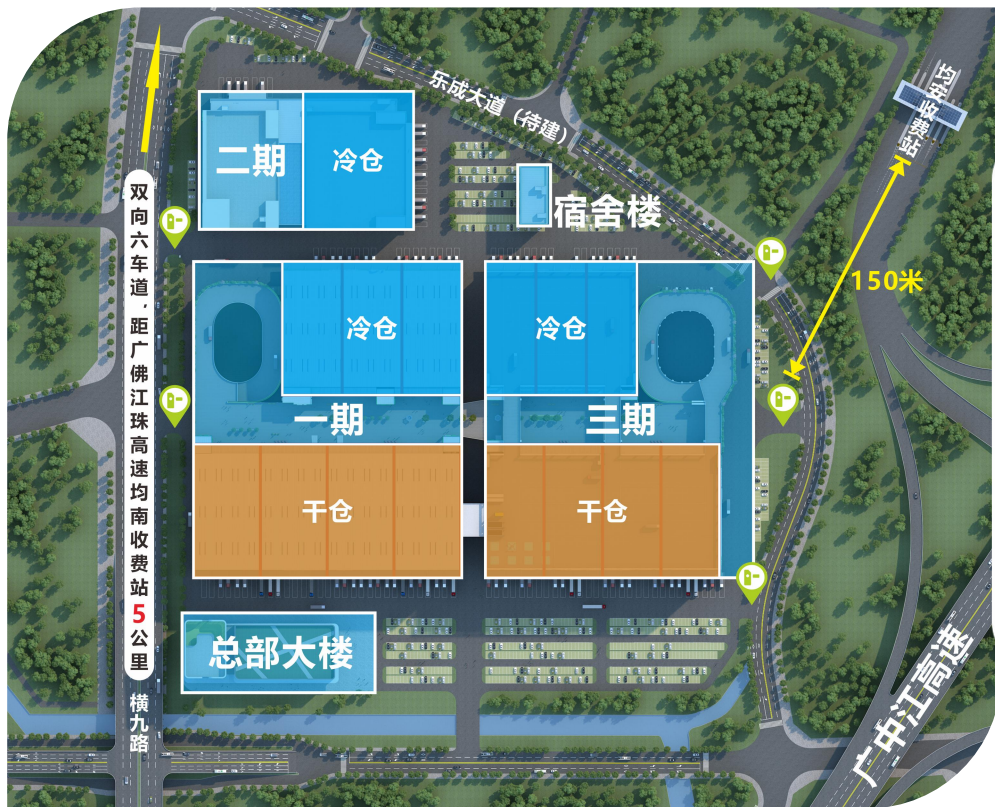 乐成大道（待建）
均安收费站
二期
冷仓
宿舍楼
150米
双向六车道，距广佛江珠高速均南收费站5公里
冷仓
冷仓
一期
三期
干仓
干仓
总部大楼
横九路
广中江高速